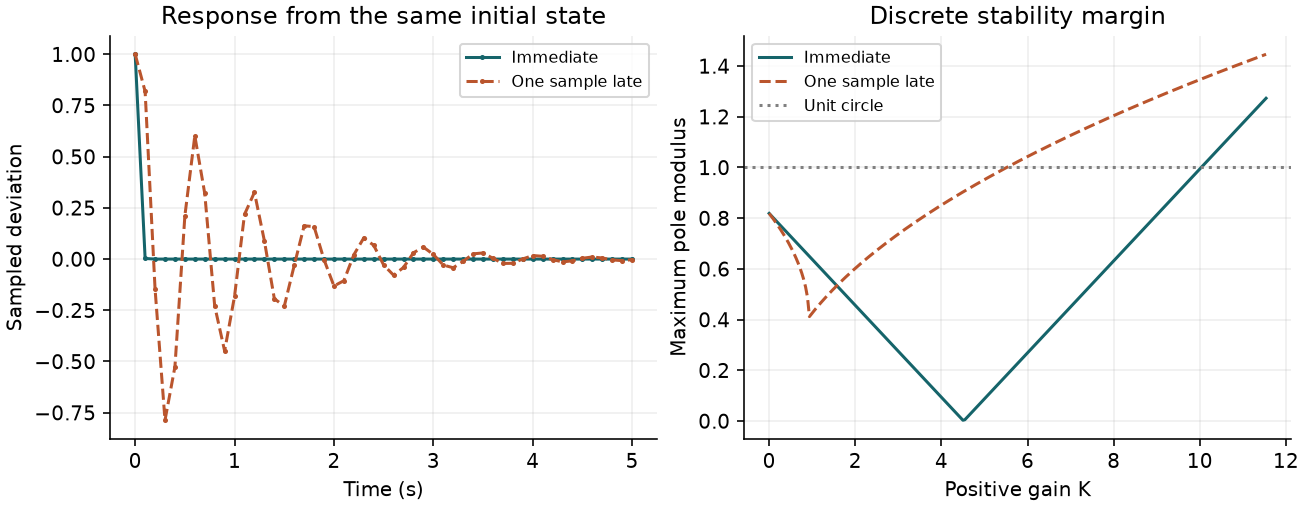 Response from the same initial state
Immediate
One sample late
1.00
0.75
0.50
0.25
0.00
−0.25
−0.50
−0.75
Sampled deviation
0
1
2
3
4
5
Time (s)
Discrete stability margin
Immediate
One sample late
Unit circle
1.4
1.2
1.0
0.8
0.6
0.4
0.2
0.0
Maximum pole modulus
0
2
4
6
8
10
12
Positive gain K